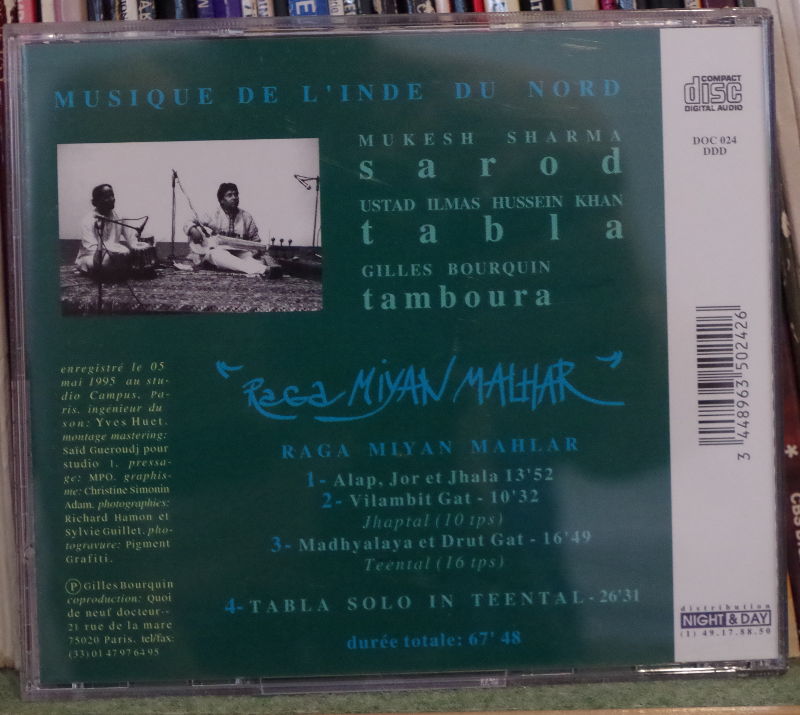 MUSIQUE DE L'INDE DU NORD
MUKESH SHARMA
sarod
USTAD ILMAS HUSSEIN KHAN
tabla
GILLES BOURQUIN
tamboura
"RAGA MIYAN MALHAR"
RAGA MIYAN MAHLAR
1- Alap, Jor et Jhala 13'52
2- Vilambit Gat - 10'32
Jhaptal (10 tps)
3- Madhyalaya et Drut Gat - 16'49
Teental (16 tps)
4- TABLA SOLO IN TEENTAL - 26'31
durée totale: 67' 48
enregistré le 05
mai 1995 au stu-
dio Campus. Pa-
ris. ingénieur du
son: Yves Huet.
montage mastering:
Saïd Gueroudj pour
studio 1. pressa-
ge: MPO. graphis-
me: Christine Simonin
Adam. photographies:
Richard Hamon et
Sylvie Guillet. pho-
togravure: Pigment
Grafiti.
Ⓟ Gilles Bourquin
coproduction: Quoi
de neuf docteur--
21 rue de la mare
75020 Paris. tel/fax:
(33) 01 47 97 64 95
COMPACT
disc
DIGITAL AUDIO
DOC 024
DDD
3 448963 502426
distribution
NIGHT & DAY
(1) 49.17.88.50